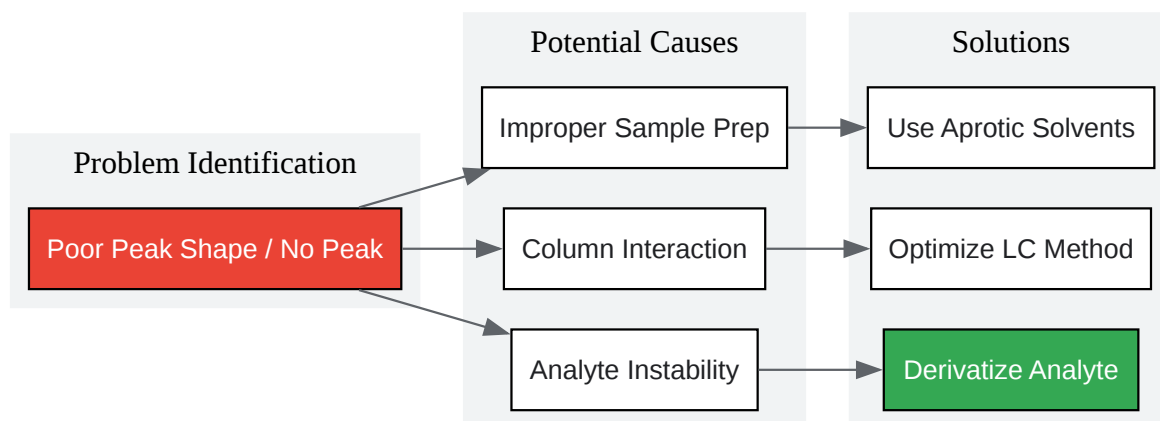 Potential Causes
Solutions
Improper Sample Prep
Use Aprotic Solvents
Problem Identification
Poor Peak Shape / No Peak
Column Interaction
Optimize LC Method
Analyte Instability
Derivatize Analyte